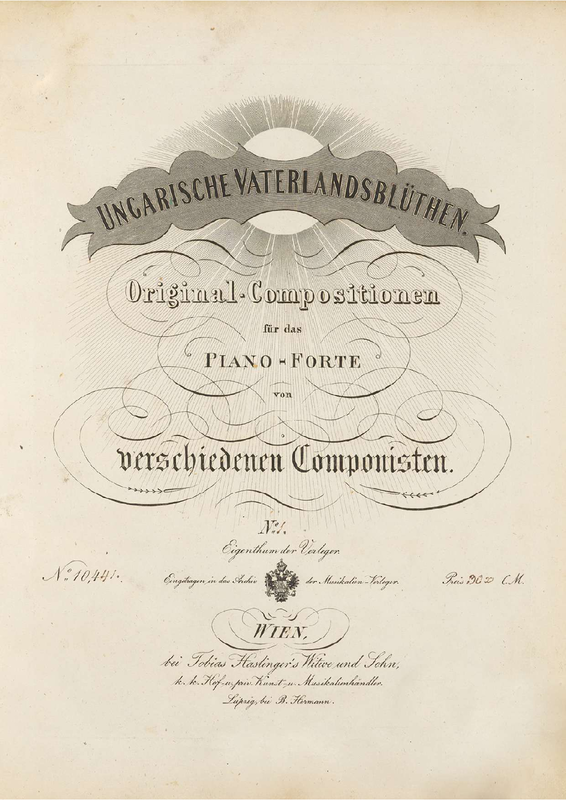 UNGARISCHE VATERLANDSBLÜTHEN.
Original-Compositionen
für das
PIANO-FORTE
von
verschiedenen Componisten.
No. 1.
Eigenthum der Verleger.
No. 10,441. Eingetragen in das Archiv der Musikalien-Verleger. Preis 30 x C.M.
WIEN,
bei Tobias Haslinger's Witwe und Sohn,
k. k. Hof- u. priv. Kunst- u. Musikalienhändler.
Leipzig, bei B. Hermann.